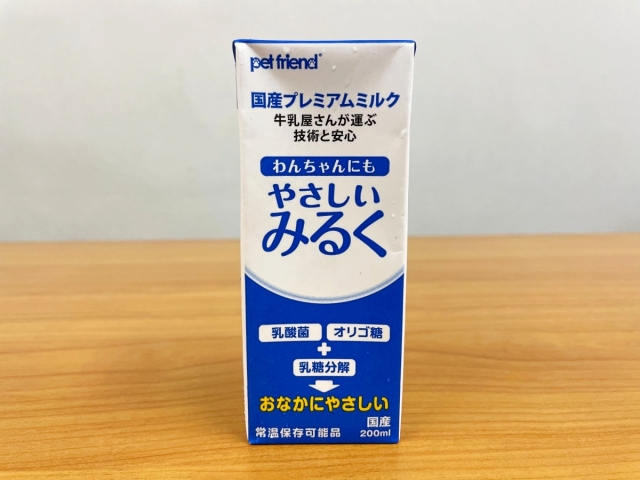 petfriend®
国産プレミアムミルク
牛乳屋さんが運ぶ
技術と安心
わんちゃんにも
やさしい
みるく
乳酸菌 オリゴ糖
+
乳糖分解
おなかにやさしい
国産
常温保存可能品 200ml